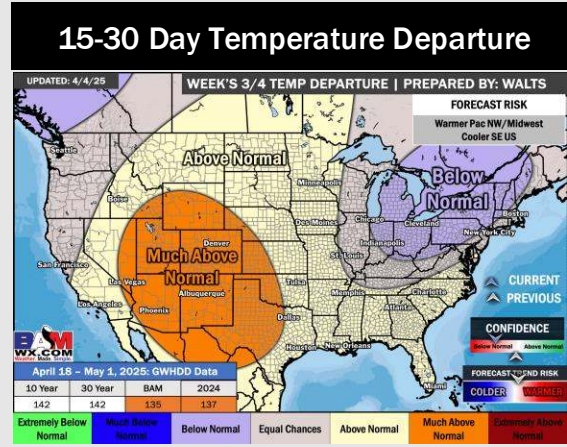 15-30 Day Temperature Departure
UPDATED: 4/4/25
WEEK'S 3/4 TEMP DEPARTURE | PREPARED BY: WALTS
FORECAST RISK
Warmer Pac NW/Midwest
Cooler SE US
Seattle
Above Normal
Minneapolis
Below
Normal
Boise
Boston
Des Moines
Chicago
Cleveland
New York City
Indianapolis
Denver
Much Above
Normal
St. Louis
San Francisco
Las Vegas
Albuquerque
Tulsa
Memphis
Charlotte
Los Angeles
Phoenix
Atlanta
Dallas
Houston
New Orleans
Miami
CURRENT
PREVIOUS
CONFIDENCE
Below Normal Above Normal
FORECAST TREND RISK
COLDER WARMER
BAM
WX.COM
Weather. Made. Simple.
April 18 – May 1, 2025: GWHDD Data
10 Year 30 Year BAM 2024
142 142 135 137
Extremely Below Normal
Much Below Normal
Below Normal
Equal Chances
Above Normal
Much Above Normal
Extremely Above Normal